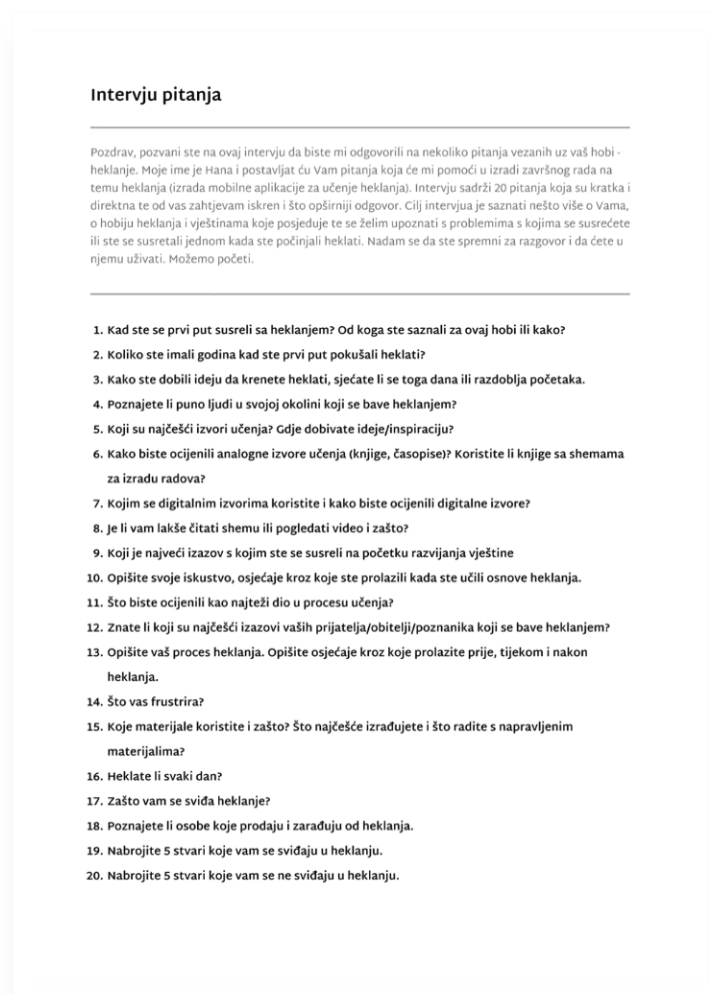 Intervju pitanja
Pozdrav, pozvani ste na ovaj intervju da biste mi odgovorili na nekoliko pitanja vezanih uz vaš hobi -
heklanje. Moje ime je Hana i postavljat ću Vam pitanja koja će mi pomoći u izradi završnog rada na
temu heklanja (izrada mobilne aplikacije za učenje heklanja). Intervju sadrži 20 pitanja koja su kratka i
direktna te od vas zahtjevam iskren i što opširniji odgovor. Cilj intervjua je saznati nešto više o Vama,
o hobiju heklanja i vještinama koje posjeduje te se želim upoznati s problemima s kojima se susrećete
ili ste se susretali jednom kada ste počinjali heklati. Nadam se da ste spremni za razgovor i da ćete u
njemu uživati. Možemo početi.
1. Kad ste se prvi put susreli sa heklanjem? Od koga ste saznali za ovaj hobi ili kako?
2. Koliko ste imali godina kad ste prvi put pokušali heklati?
3. Kako ste dobili ideju da krenete heklati, sjećate li se toga dana ili razdoblja početaka.
4. Poznajete li puno ljudi u svojoj okolini koji se bave heklanjem?
5. Koji su najčešći izvori učenja? Gdje dobivate ideje/inspiraciju?
6. Kako biste ocijenili analogne izvore učenja (knjige, časopise)? Koristite li knjige sa shemama
za izradu radova?
7. Kojim se digitalnim izvorima koristite i kako biste ocijenili digitalne izvore?
8. Je li vam lakše čitati shemu ili pogledati video i zašto?
9. Koji je najveći izazov s kojim ste se susreli na početku razvijanja vještine
10. Opišite svoje iskustvo, osjećaje kroz koje ste prolazili kada ste učili osnove heklanja.
11. Što biste ocijenili kao najteži dio u procesu učenja?
12. Znate li koji su najčešći izazovi vaših prijatelja/obitelji/poznanika koji se bave heklanjem?
13. Opišite vaš proces heklanja. Opišite osjećaje kroz koje prolazite prije, tijekom i nakon
heklanja.
14. Što vas frustrira?
15. Koje materijale koristite i zašto? Što najčešće izrađujete i što radite s napravljenim
materijalima?
16. Heklate li svaki dan?
17. Zašto vam se sviđa heklanje?
18. Poznajete li osobe koje prodaju i zarađuju od heklanja.
19. Nabrojite 5 stvari koje vam se sviđaju u heklanju.
20. Nabrojite 5 stvari koje vam se ne sviđaju u heklanju.